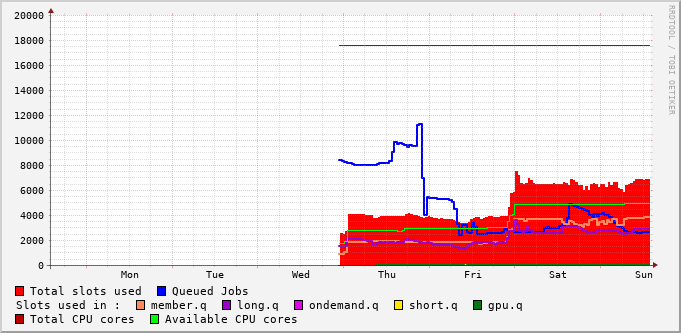 RRDTOOL / TOBI OETIKER
20000
18000
16000
14000
12000
10000
8000
6000
4000
2000
0
Mon Tue Wed Thu Fri Sat Sun
Total slots used Queued Jobs
Slots used in : member.q long.q ondemand.q short.q gpu.q
Total CPU cores Available CPU cores